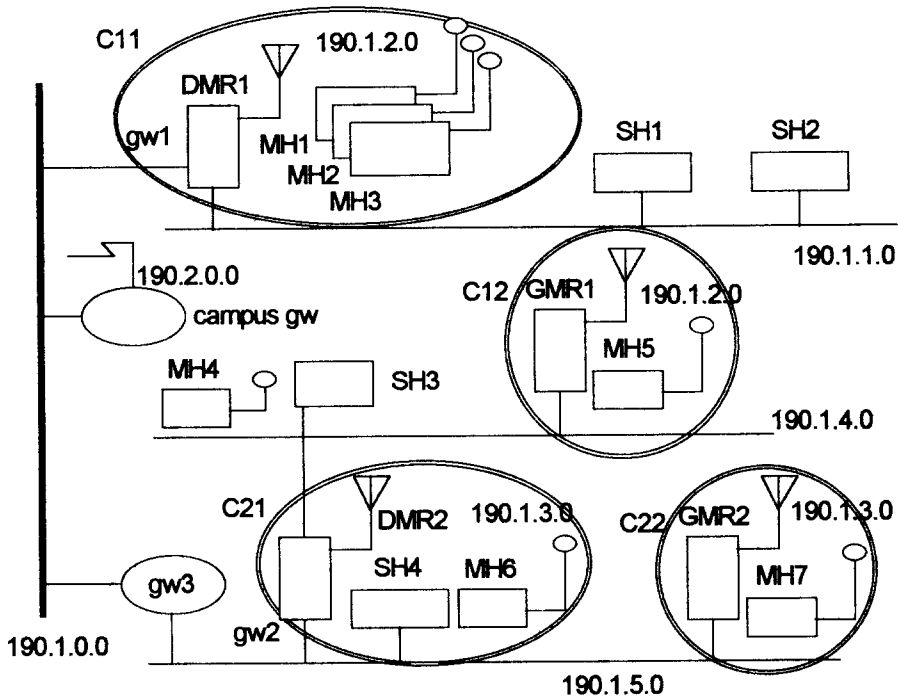 C11
190.1.2.0
DMR1
gw1
MH1
MH2
MH3
SH1
SH2
190.1.1.0
190.2.0.0
campus gw
C12
GMR1
190.1.2.0
MH5
MH4
SH3
190.1.4.0
C21
DMR2
190.1.3.0
C22
GMR2
190.1.3.0
SH4
MH6
MH7
gw3
gw2
190.1.0.0
190.1.5.0